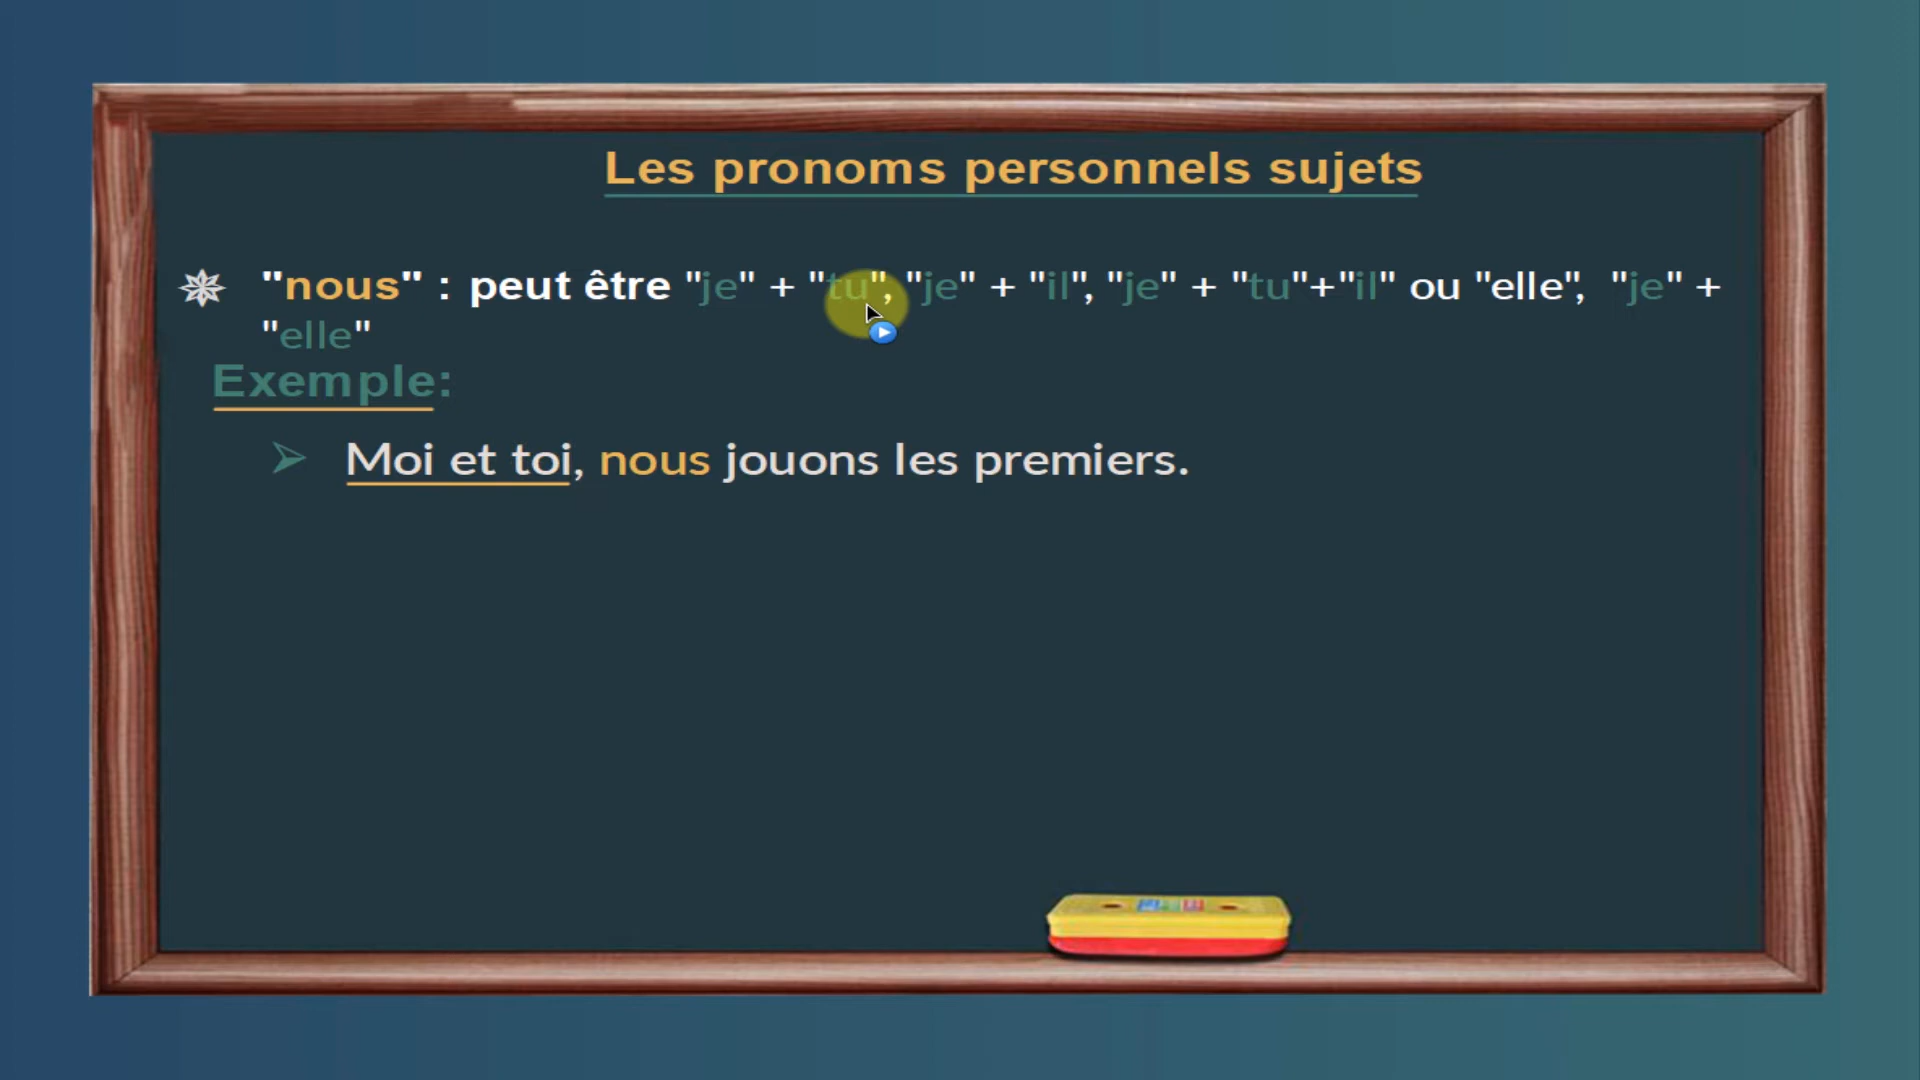 Les pronoms personnels sujets
"nous" : peut être "je" + "tu", "je" + "il", "je" + "tu"+"il" ou "elle", "je" +
"elle"
Exemple:
Moi et toi, nous jouons les premiers.